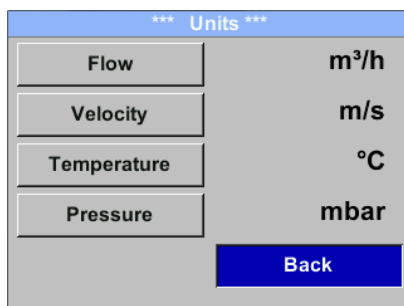 *** Units ***
Flow m³/h
Velocity m/s
Temperature °C
Pressure mbar
Back